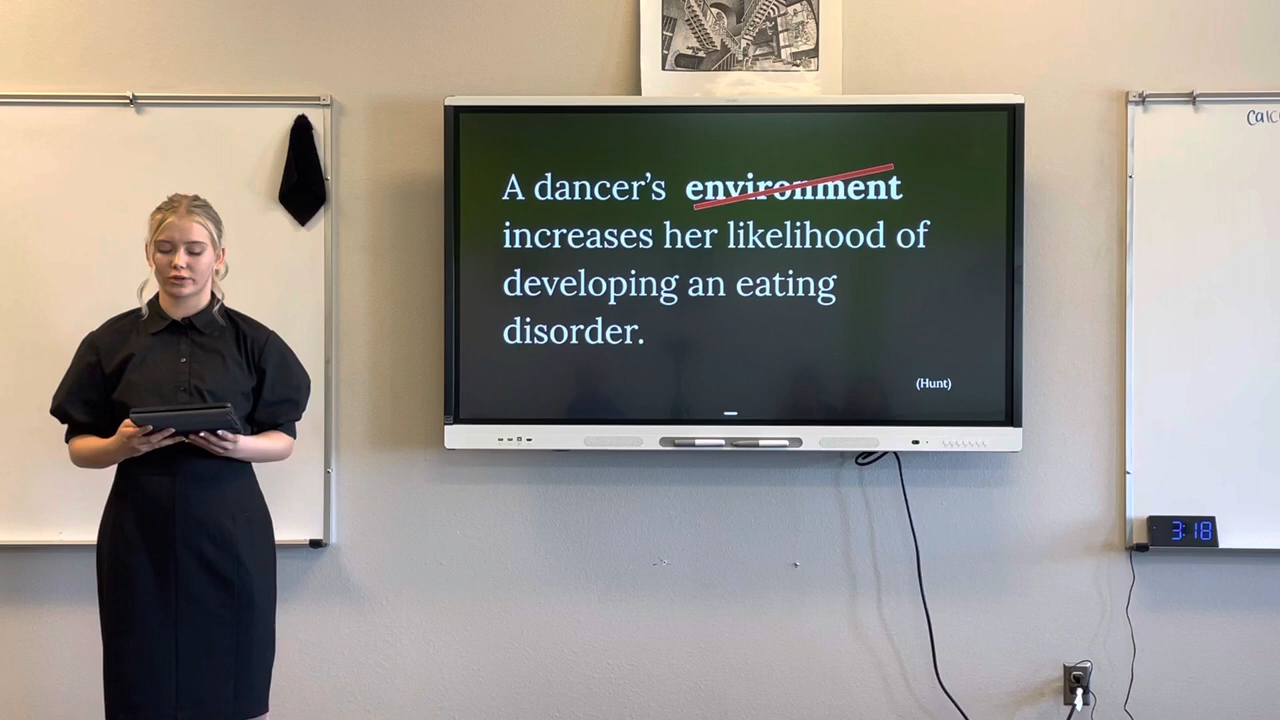 A dancer’s environment
increases her likelihood of
developing an eating
disorder.
(Hunt)
3:18